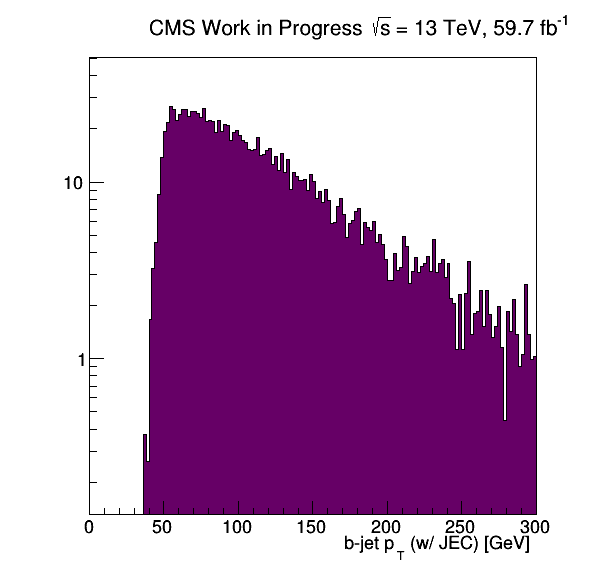 CMS Work in Progress √s = 13 TeV, 59.7 fb⁻¹
10
1
0 50 100 150 200 250 300
b-jet p_T (w/ JEC) [GeV]